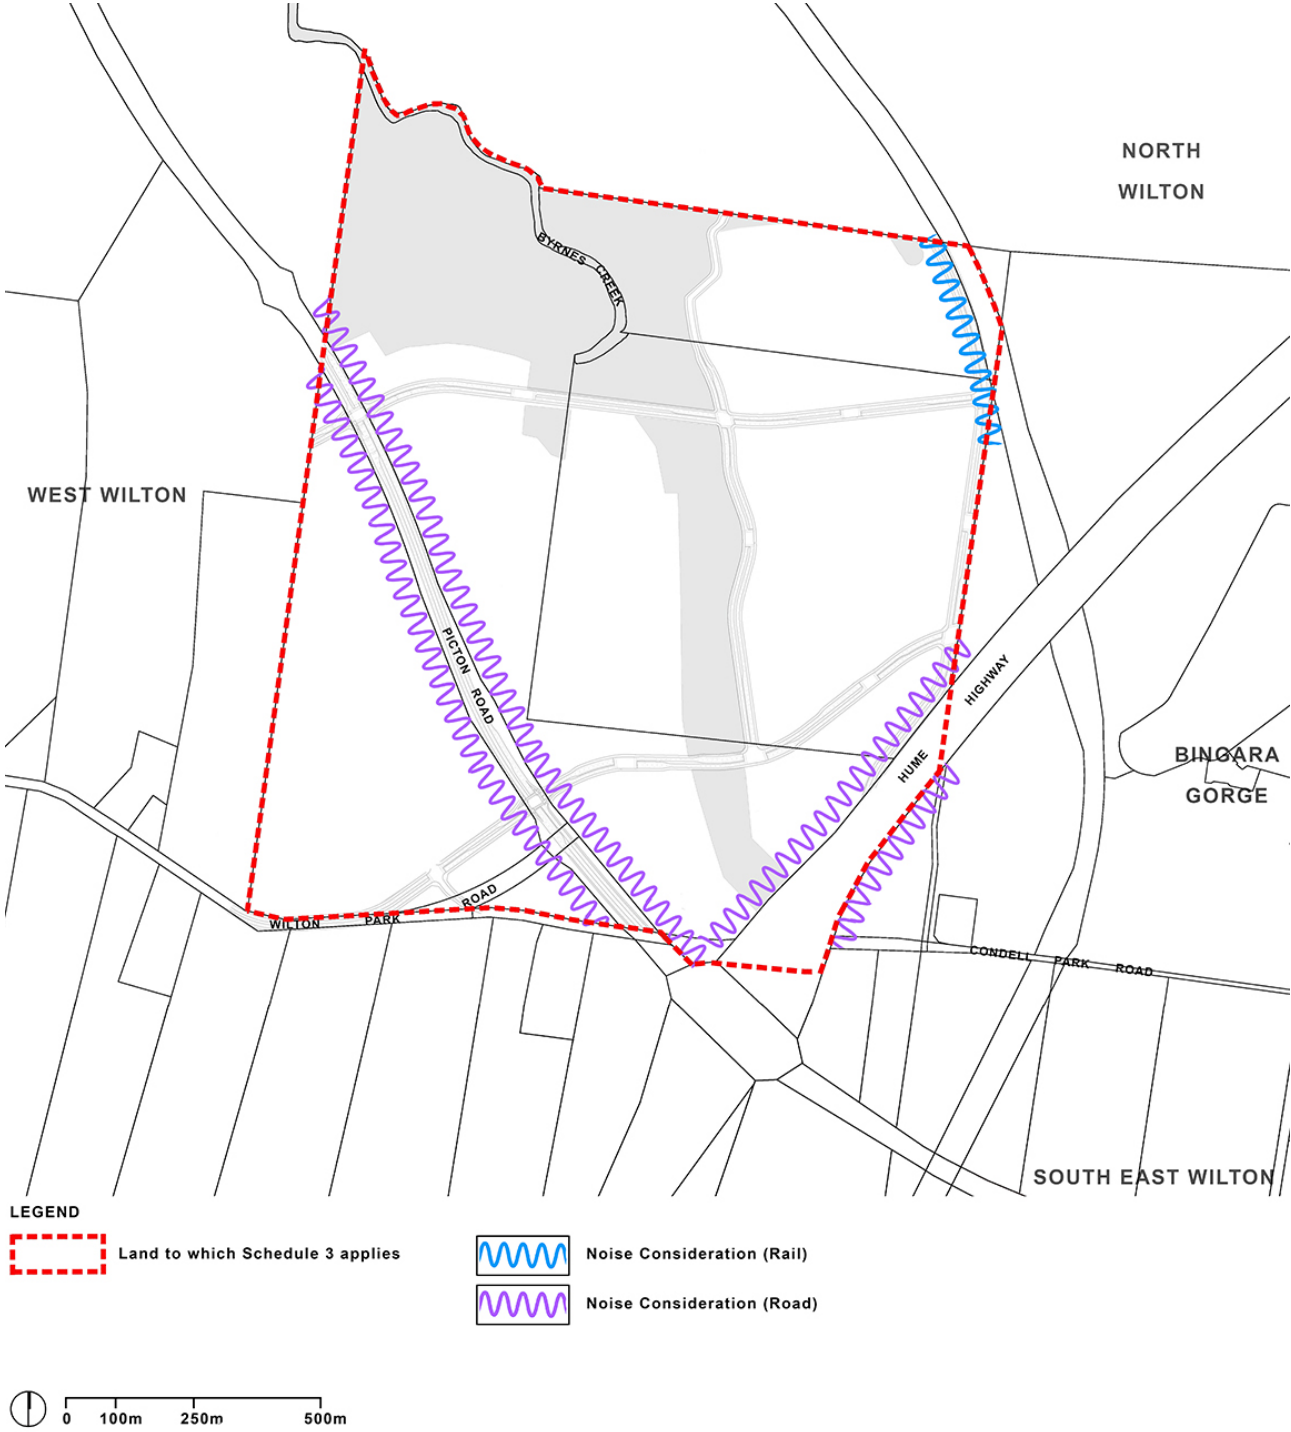 NORTH
WILTON
BYRNES CREEK
WEST WILTON
PICTON ROAD
HIGHWAY
HUME
BINGARA
GORGE
ROAD
WILTON PARK
CONDELL PARK ROAD
SOUTH EAST WILTON
LEGEND
Land to which Schedule 3 applies
Noise Consideration (Rail)
Noise Consideration (Road)
0 100m 250m 500m